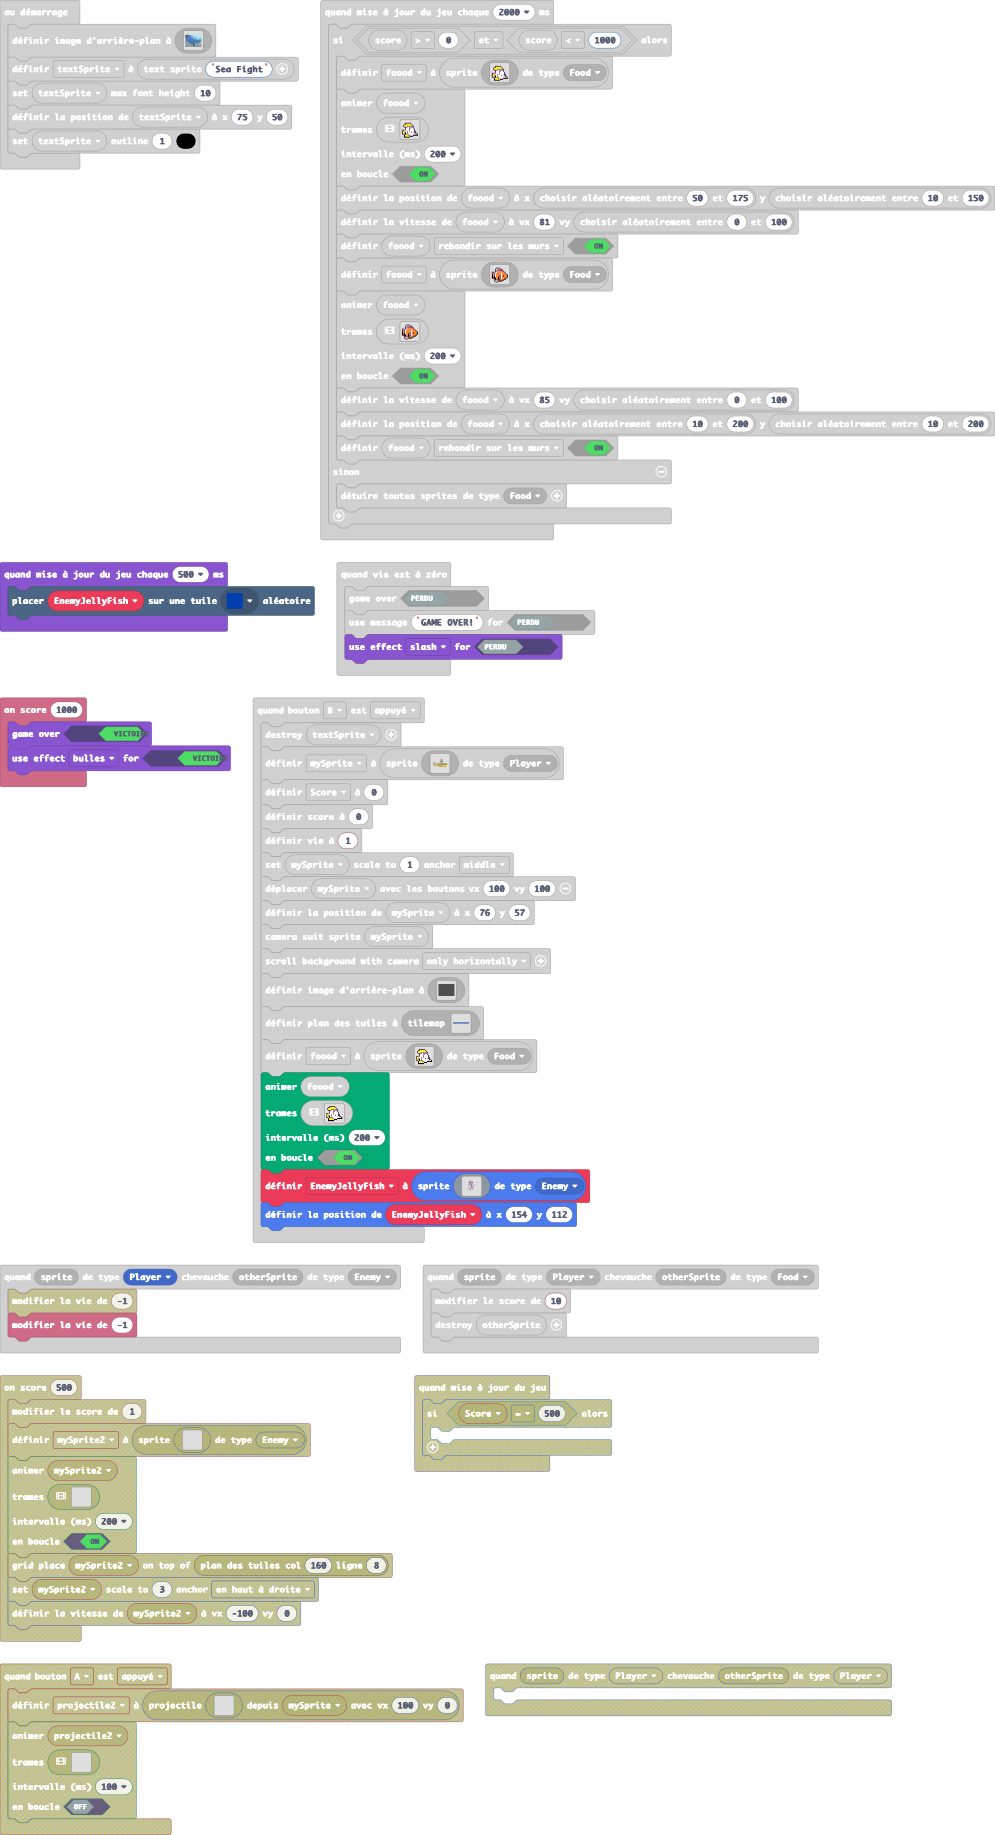 au démarrage
définir image d'arrière-plan à
définir textSprite à text sprite "Sea Fight"
set textSprite max font height 10
définir la position de textSprite à x 75 y 50
set textSprite outline 1
quand mise à jour du jeu chaque 2000 ms
si score > 0 et score < 1000 alors
définir foood à sprite de type Food
animer foood
trames
intervalle (ms) 200
en boucle ON
définir la position de foood à x choisir aléatoirement entre 50 et 175 y choisir aléatoirement entre 10 et 150
définir la vitesse de foood à vx 81 vy choisir aléatoirement entre 0 et 100
définir foood rebondir sur les murs ON
définir foood à sprite de type Food
animer foood
trames
intervalle (ms) 200
en boucle ON
définir la vitesse de foood à vx 85 vy choisir aléatoirement entre 0 et 100
définir la position de foood à x choisir aléatoirement entre 10 et 200 y choisir aléatoirement entre 10 et 200
définir foood rebondir sur les murs ON
sinon
détuire toutes sprites de type Food
quand mise à jour du jeu chaque 500 ms
placer EnemyJellyFish sur une tuile aléatoire
quand vie est à zéro
game over PERDU
use message "GAME OVER!" for PERDU
use effect slash for PERDU
on score 1000
game over VICTOI
use effect bulles for VICTOI
quand bouton B est appuyé
destroy textSprite
définir mySprite à sprite de type Player
définir Score à 0
définir score à 0
définir vie à 1
set mySprite scale to 1 anchor middle
déplacer mySprite avec les boutons vx 100 vy 100
définir la position de mySprite à x 76 y 57
camera suit sprite mySprite
scroll background with camera only horizontally
définir image d'arrière-plan à
définir plan des tuiles à tilemap
définir foood à sprite de type Food
animer foood
trames
intervalle (ms) 200
en boucle ON
définir EnemyJellyFish à sprite de type Enemy
définir la position de EnemyJellyFish à x 154 y 112
quand sprite de type Player chevauche otherSprite de type Enemy
modifier la vie de -1
modifier la vie de -1
quand sprite de type Player chevauche otherSprite de type Food
modifier le score de 10
destroy otherSprite
on score 500
modifier le score de 1
définir mySprite2 à sprite de type Enemy
animer mySprite2
trames
intervalle (ms) 200
en boucle ON
grid place mySprite2 on top of plan des tuiles col 160 ligne 8
set mySprite2 scale to 3 anchor en haut à droite
définir la vitesse de mySprite2 à vx -100 vy 0
quand mise à jour du jeu
si Score = 500 alors
quand bouton A est appuyé
définir projectile2 à projectile depuis mySprite avec vx 100 vy 0
animer projectile2
trames
intervalle (ms) 100
en boucle OFF
quand sprite de type Player chevauche otherSprite de type Player